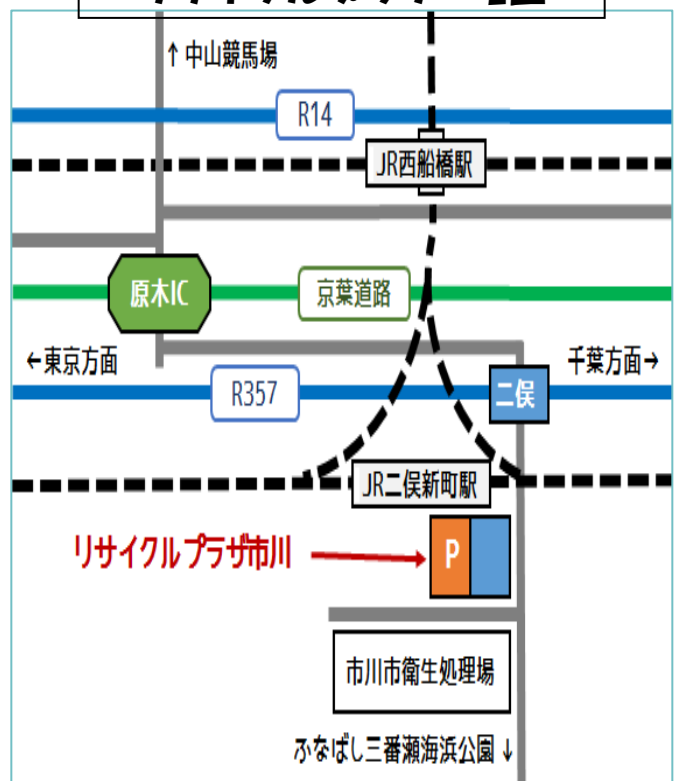 ↑中山競馬場
R14
JR西船橋駅
原木IC
京葉道路
←東京方面
千葉方面→
R357
二俣
JR二俣新町駅
リサイクルプラザ市川
P
市川市衛生処理場
ふなばし三番瀬海浜公園↓